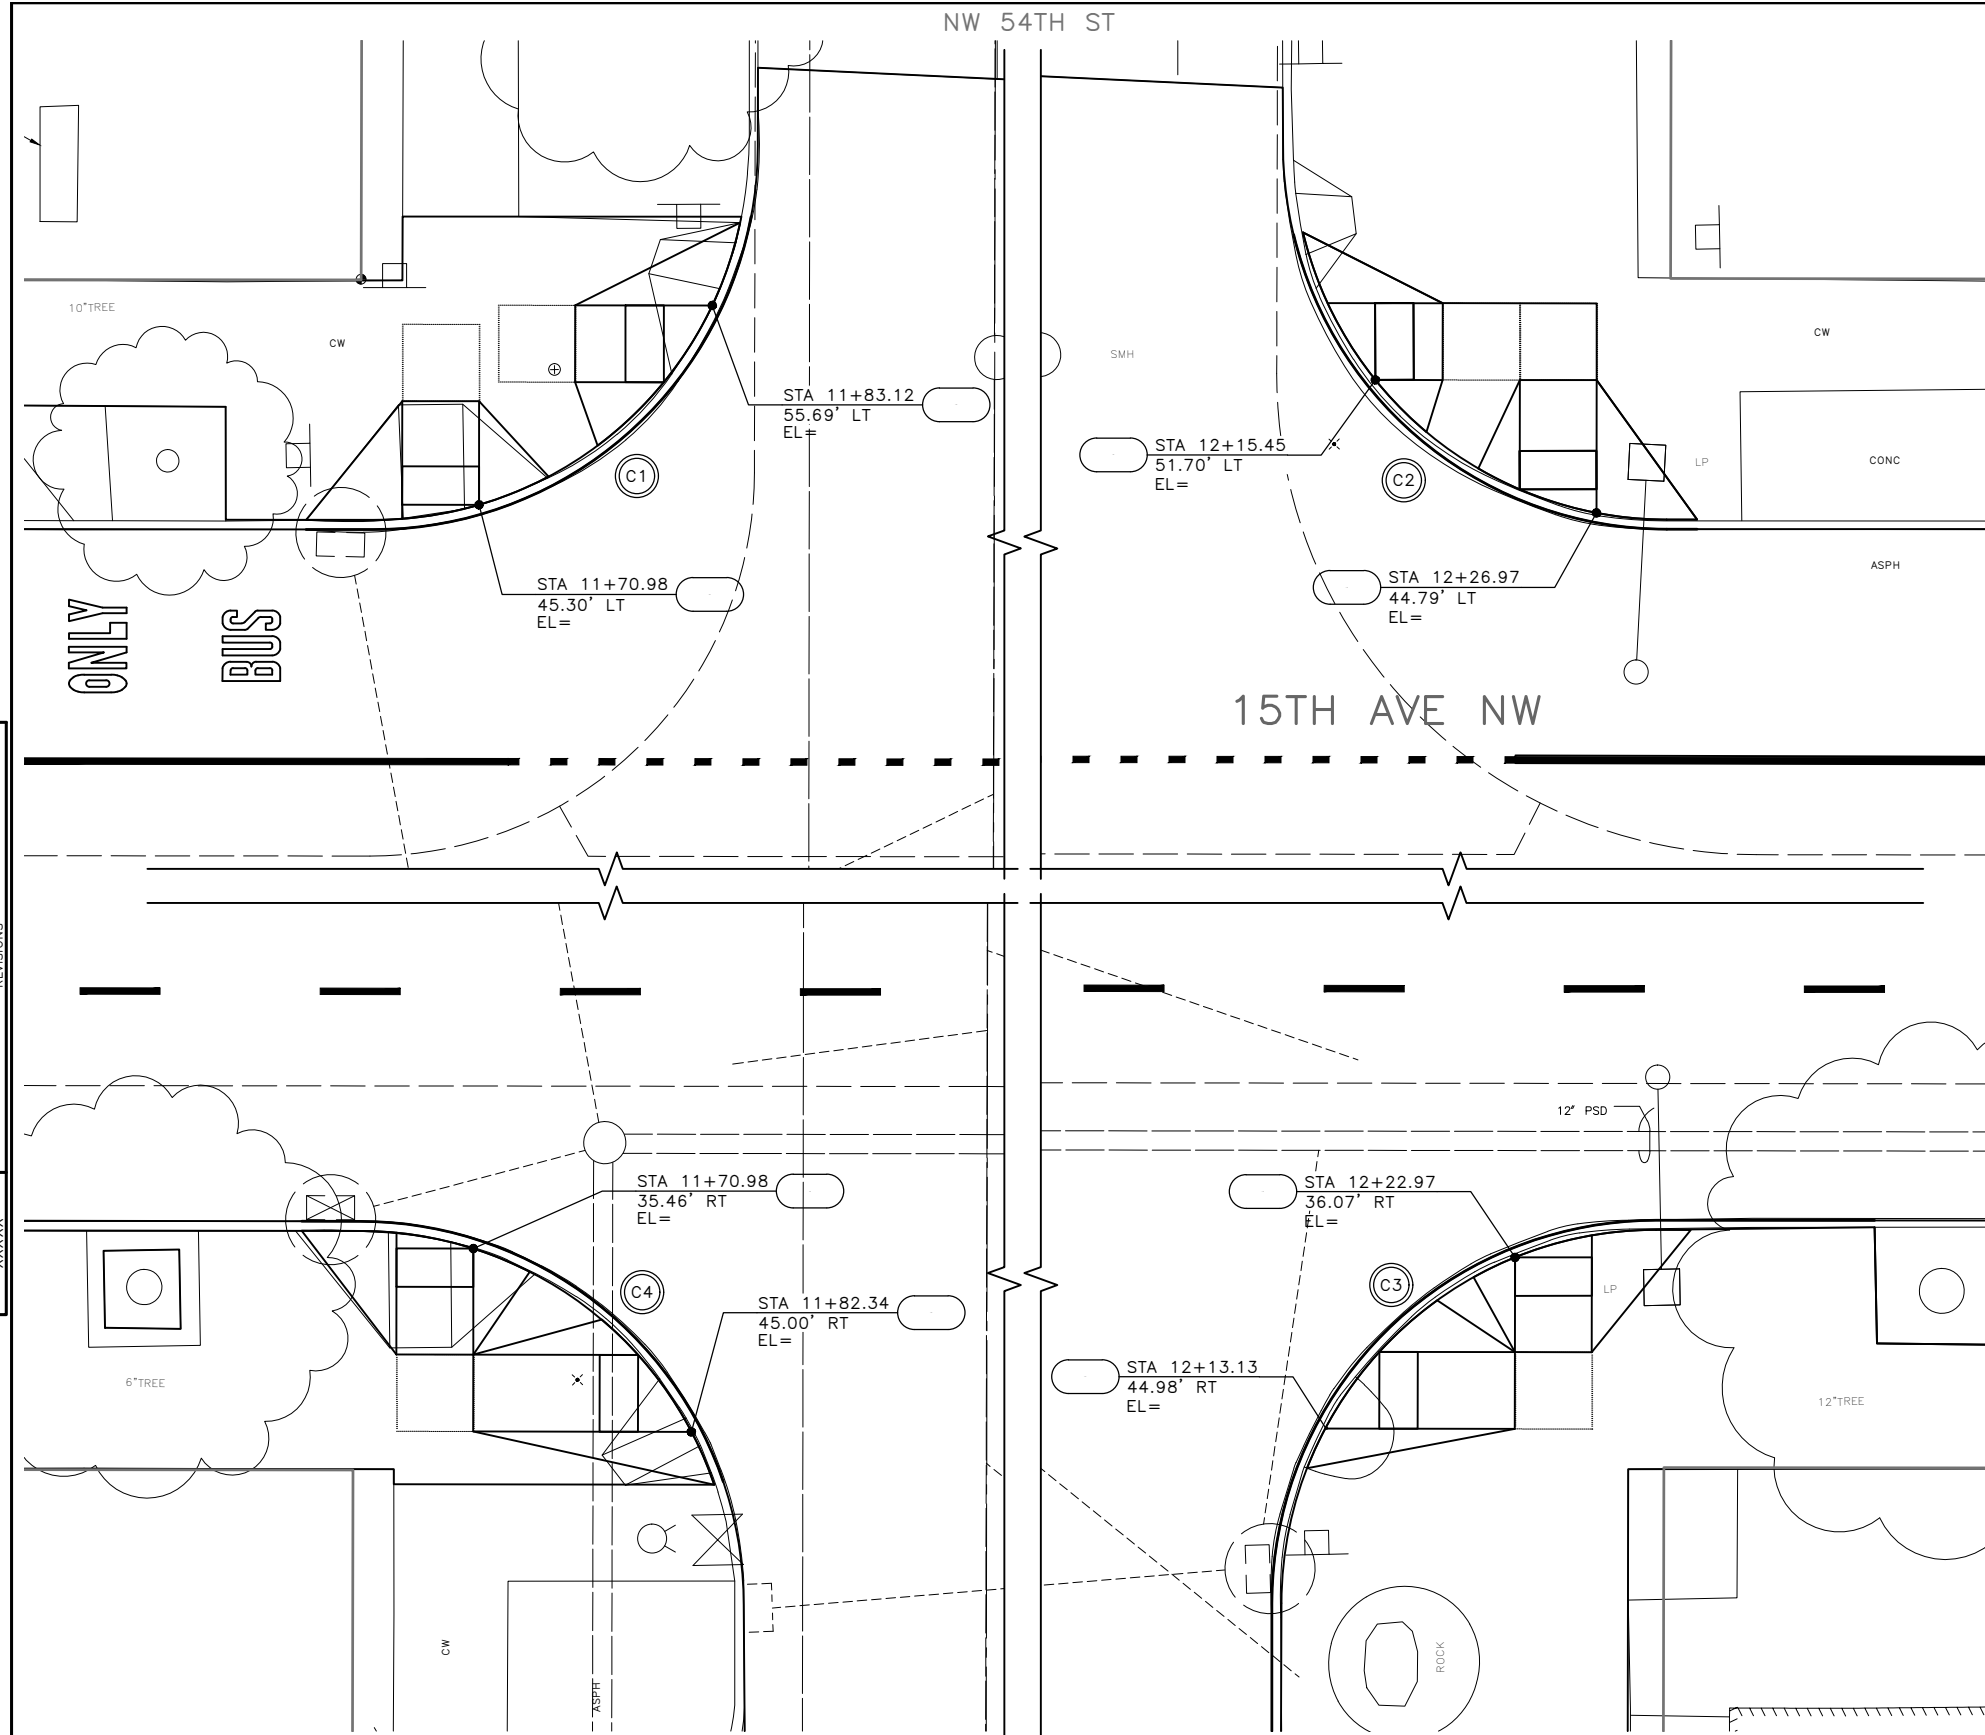 NW 54TH ST
10"TREE
CW
SMH
CW
STA 11+83.12
55.69' LT
EL=
STA 12+15.45
51.70' LT
EL=
LP
CONC
C1
C2
ASPH
STA 11+70.98
45.30' LT
EL=
STA 12+26.97
44.79' LT
EL=
ONLY
BUS
15TH AVE NW
12" PSD
STA 11+70.98
35.46' RT
EL=
STA 12+22.97
36.07' RT
EL=
C4
C3
LP
STA 11+82.34
45.00' RT
EL=
STA 12+13.13
44.98' RT
EL=
6"TREE
12"TREE
CW
ASPH
ROCK